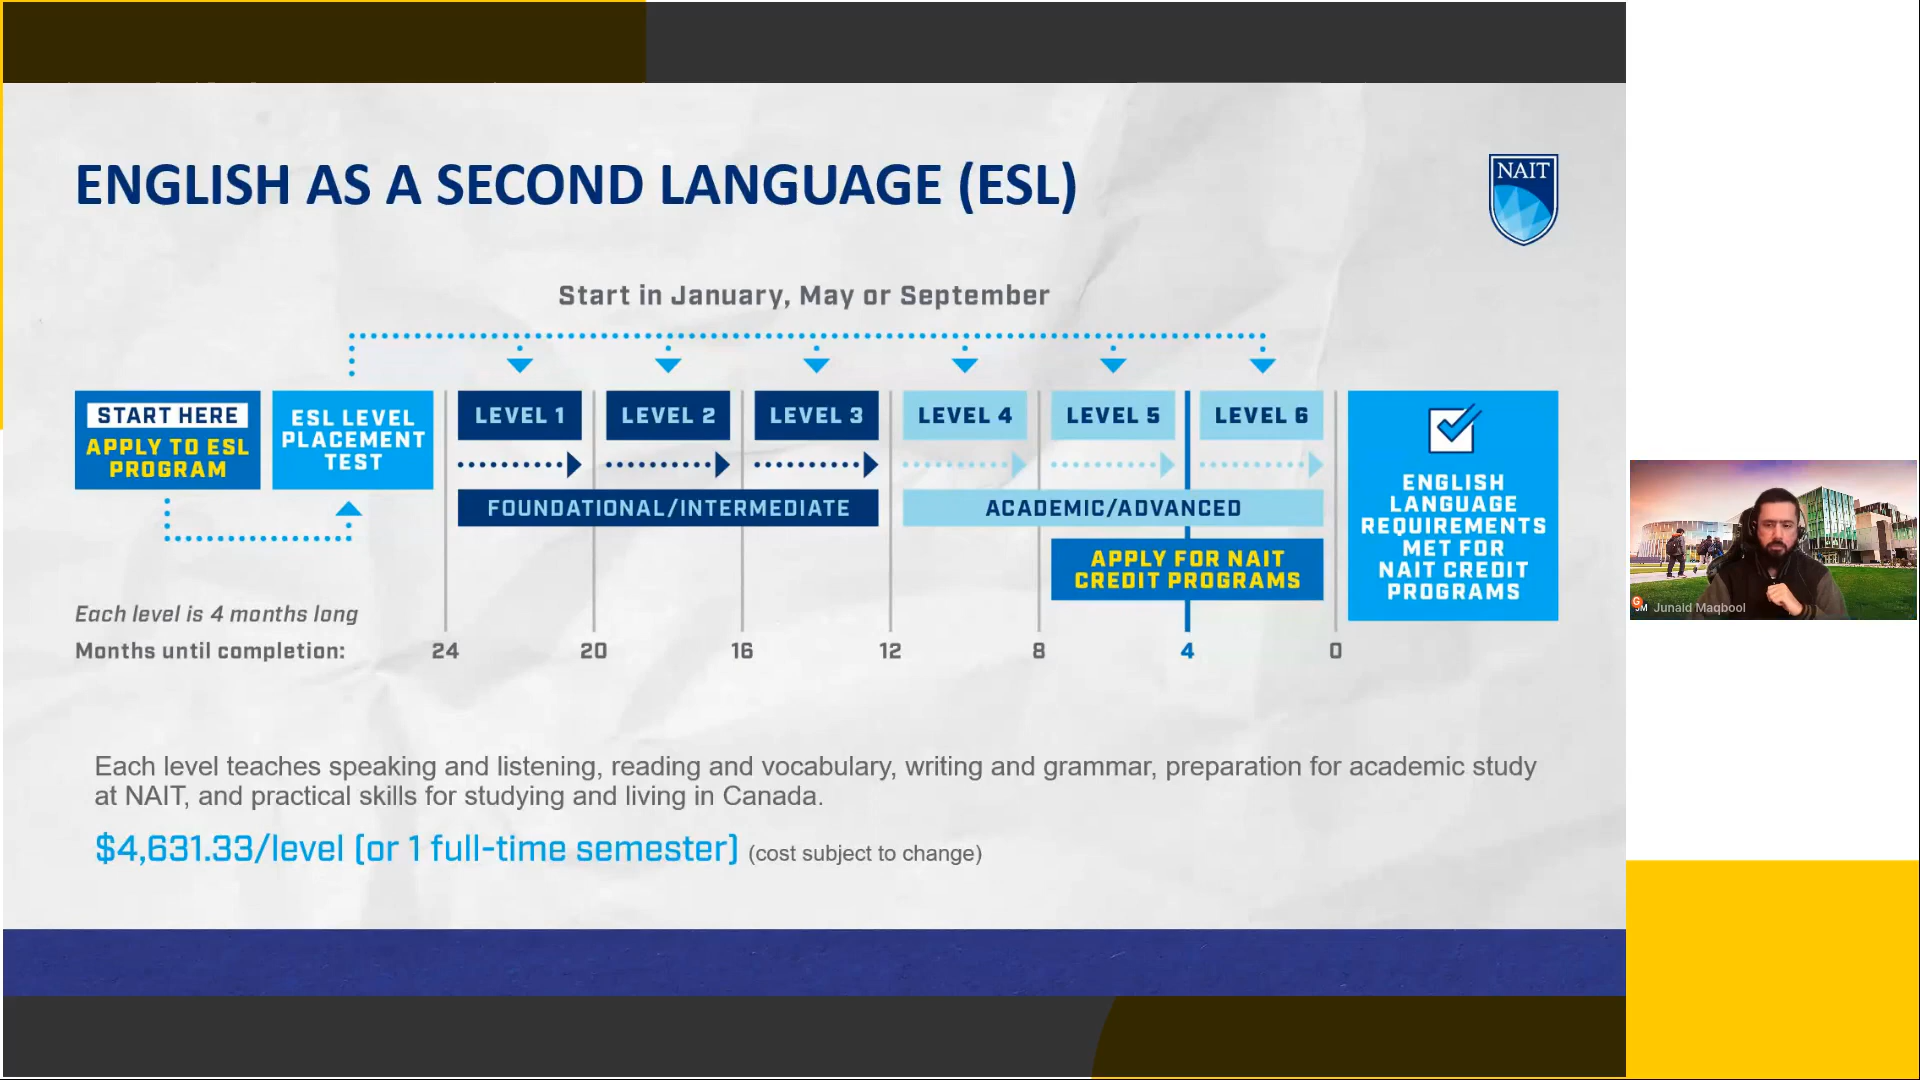 ENGLISH AS A SECOND LANGUAGE (ESL)
NAIT
Start in January, May or September
START HERE
APPLY TO ESL
PROGRAM
ESL LEVEL
PLACEMENT
TEST
LEVEL 1
LEVEL 2
LEVEL 3
LEVEL 4
LEVEL 5
LEVEL 6
FOUNDATIONAL/INTERMEDIATE
ACADEMIC/ADVANCED
APPLY FOR NAIT
CREDIT PROGRAMS
ENGLISH
LANGUAGE
REQUIREMENTS
MET FOR
NAIT CREDIT
PROGRAMS
Each level is 4 months long
Months until completion:
24
20
16
12
8
4
0
Each level teaches speaking and listening, reading and vocabulary, writing and grammar, preparation for academic study
at NAIT, and practical skills for studying and living in Canada.
$4,631.33/level (or 1 full-time semester) (cost subject to change)
Junaid Maqbool